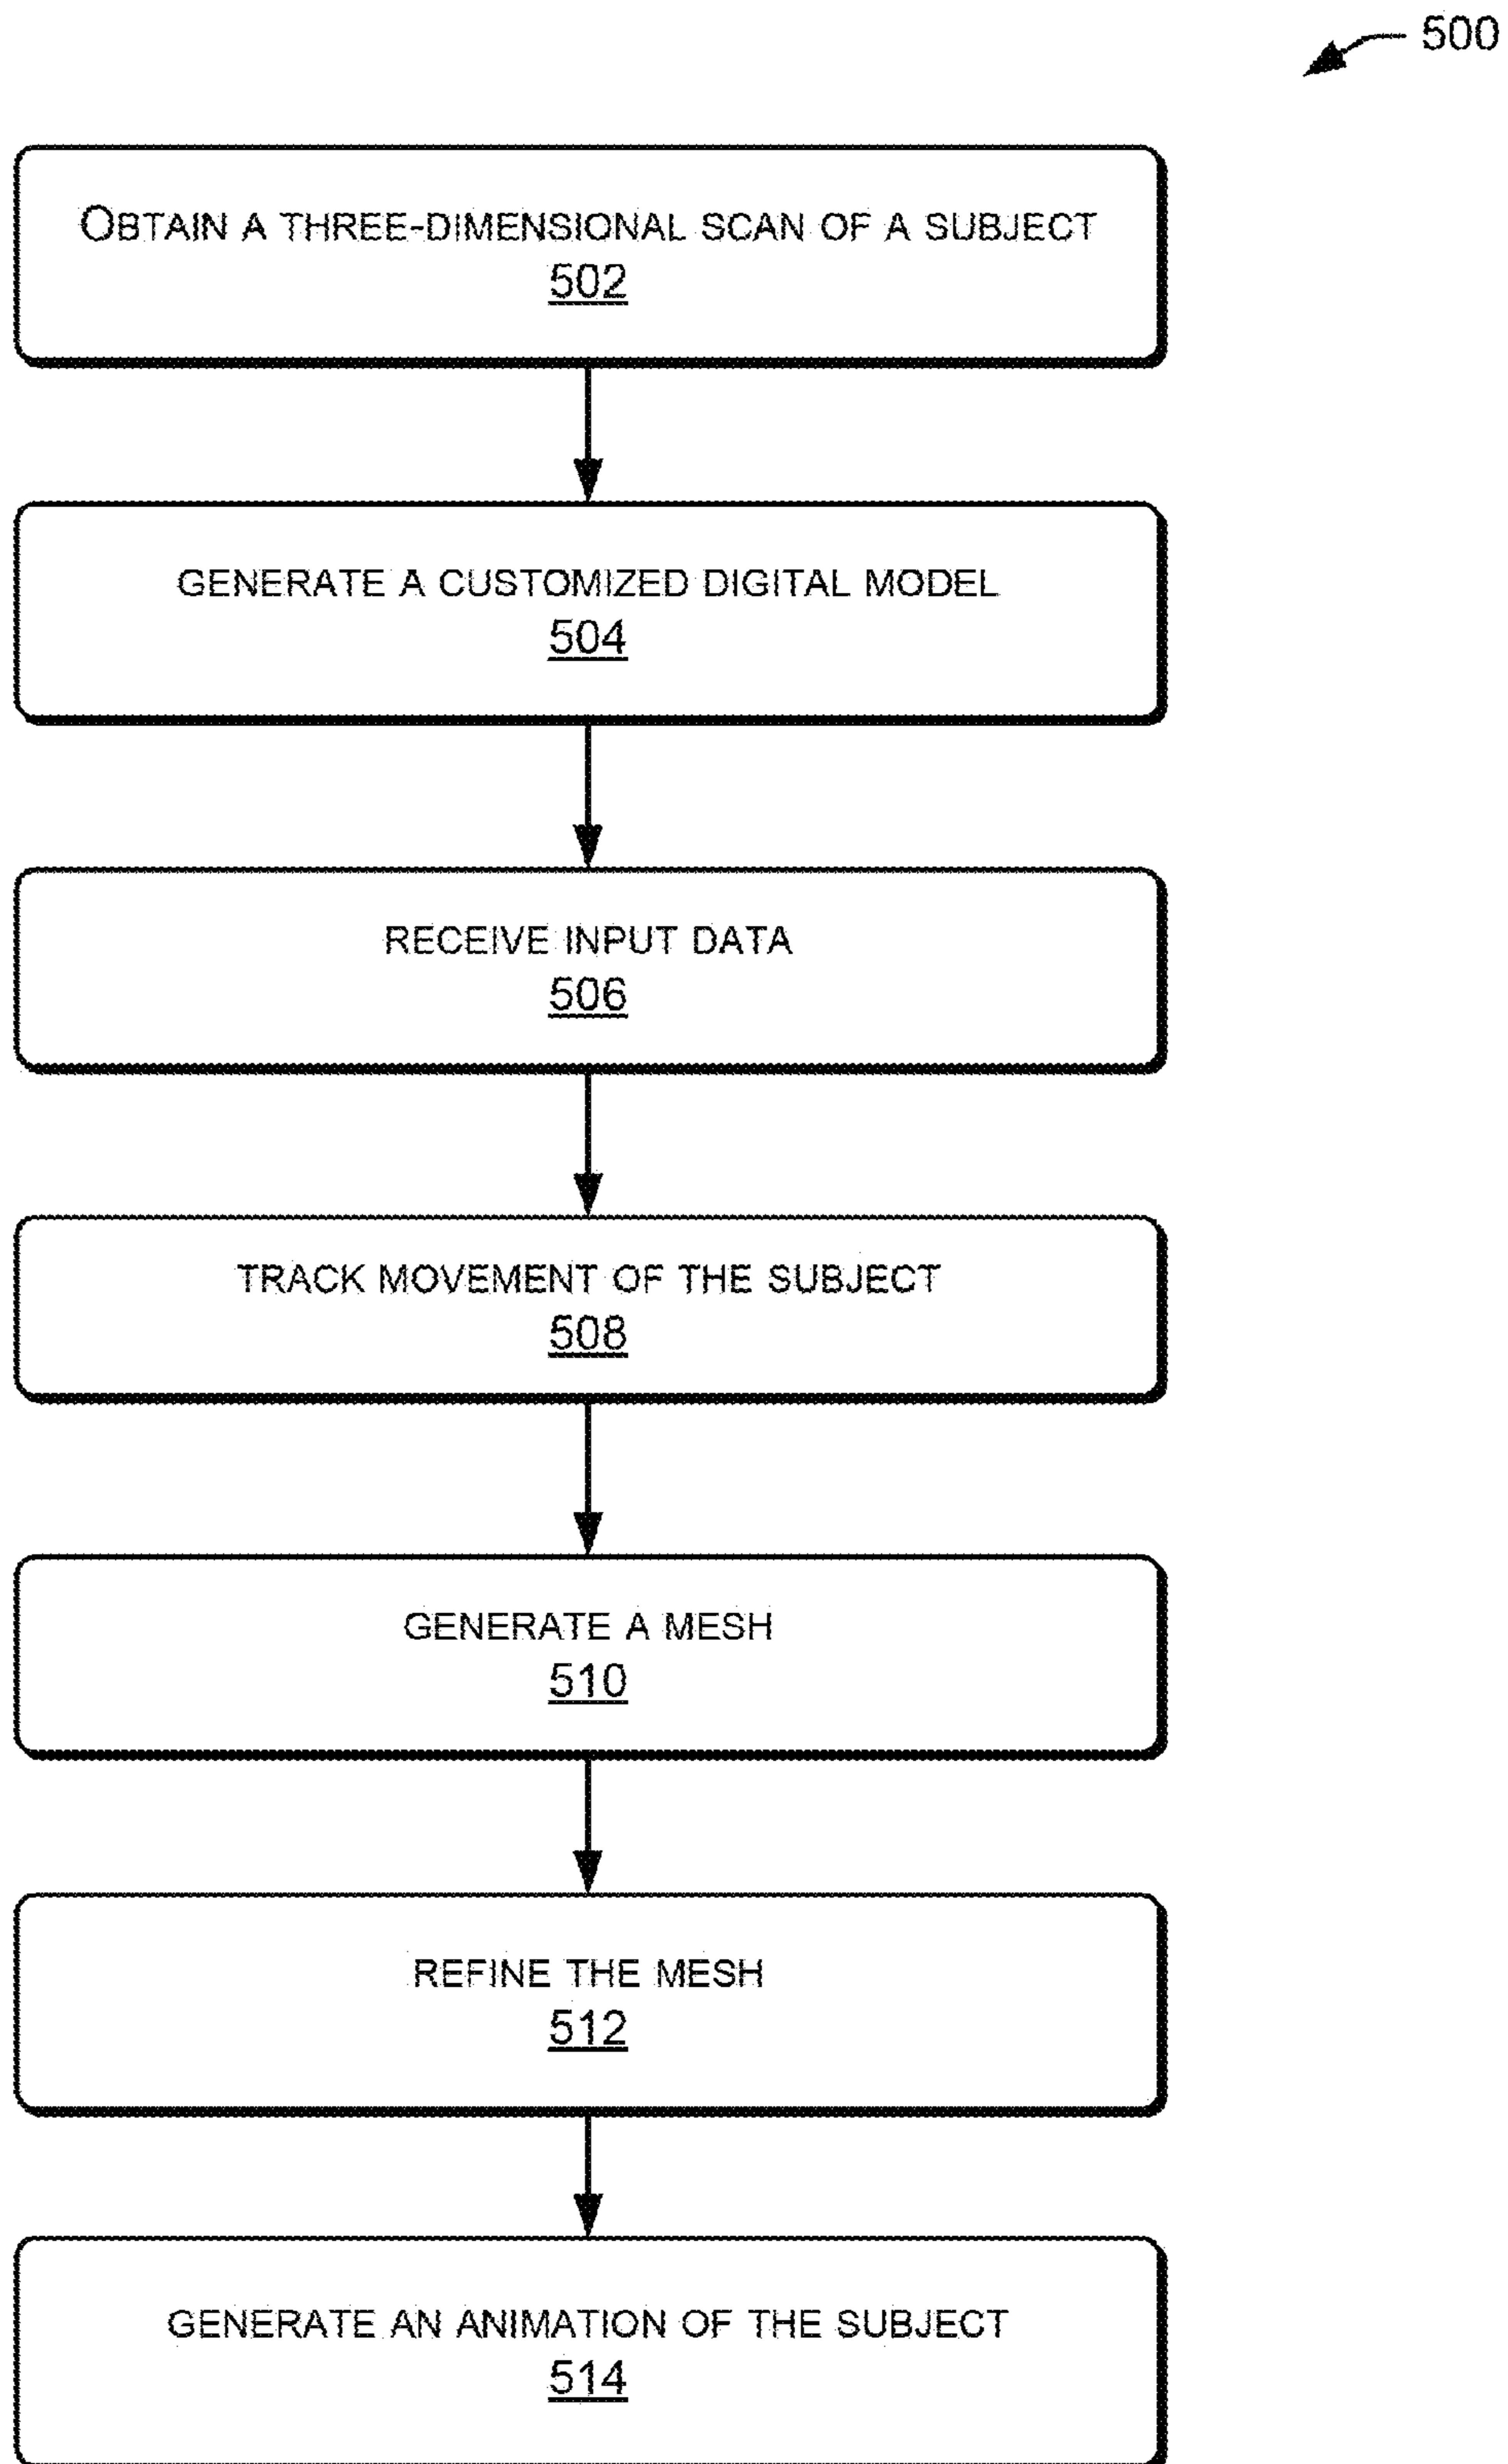 500
OBTAIN A THREE-DIMENSIONAL SCAN OF A SUBJECT
502
GENERATE A CUSTOMIZED DIGITAL MODEL
504
RECEIVE INPUT DATA
506
TRACK MOVEMENT OF THE SUBJECT
508
GENERATE A MESH
510
REFINE THE MESH
512
GENERATE AN ANIMATION OF THE SUBJECT
514